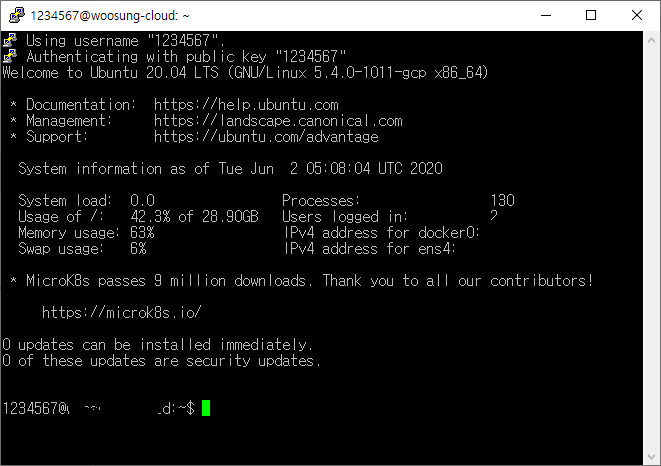 1234567@woosung-cloud: ~
Using username "1234567".
Authenticating with public key "1234567"
Welcome to Ubuntu 20.04 LTS (GNU/Linux 5.4.0-1011-gcp x86_64)
* Documentation: https://help.ubuntu.com
* Management: https://landscape.canonical.com
* Support: https://ubuntu.com/advantage
System information as of Tue Jun 2 05:08:04 UTC 2020
System load: 0.0 Processes: 130
Usage of /: 42.3% of 28.90GB Users logged in: 2
Memory usage: 63% IPv4 address for docker0:
Swap usage: 6% IPv4 address for ens4:
* MicroK8s passes 9 million downloads. Thank you to all our contributors!
https://microk8s.io/
0 updates can be installed immediately.
0 of these updates are security updates.
1234567@ d:~$